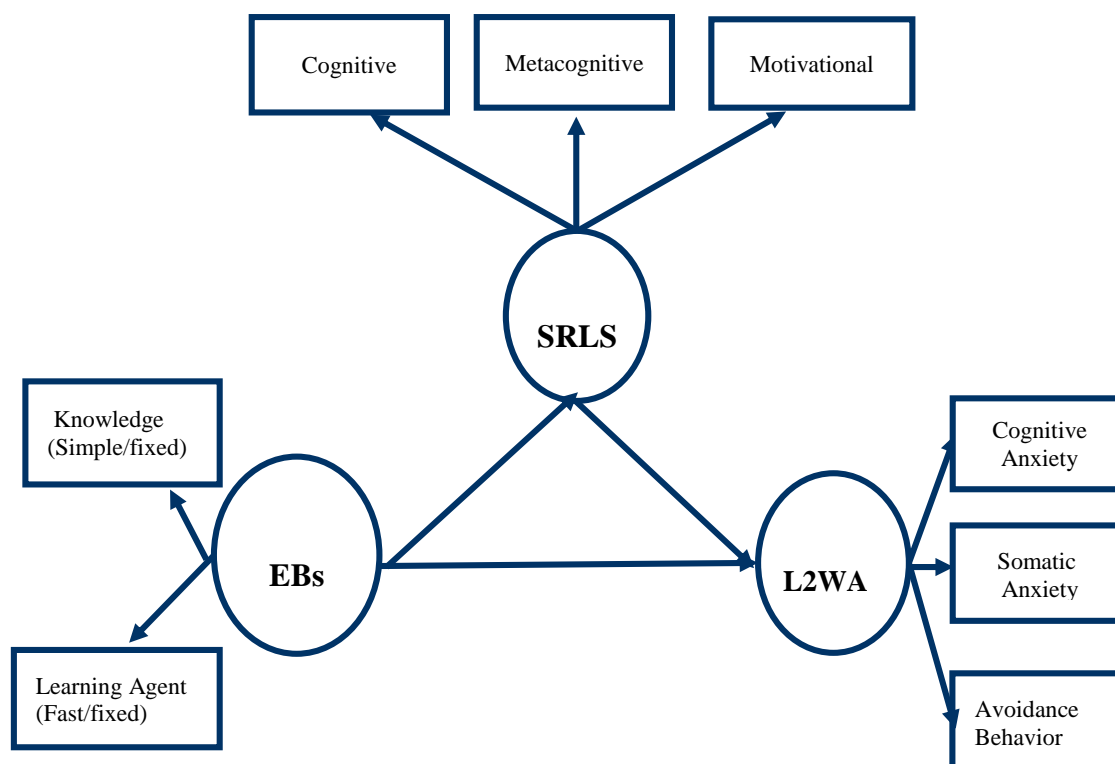 Cognitive
Metacognitive
Motivational
SRLS
Knowledge
(Simple/fixed)
Cognitive
Anxiety
EBs
L2WA
Somatic
Anxiety
Learning Agent
(Fast/fixed)
Avoidance
Behavior